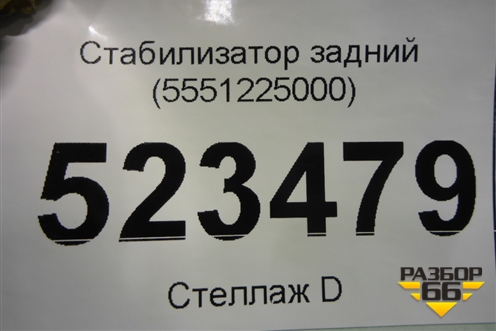 Стабилизатор задний
(5551225000)
523479
Стеллаж D
РАЗБОР
66